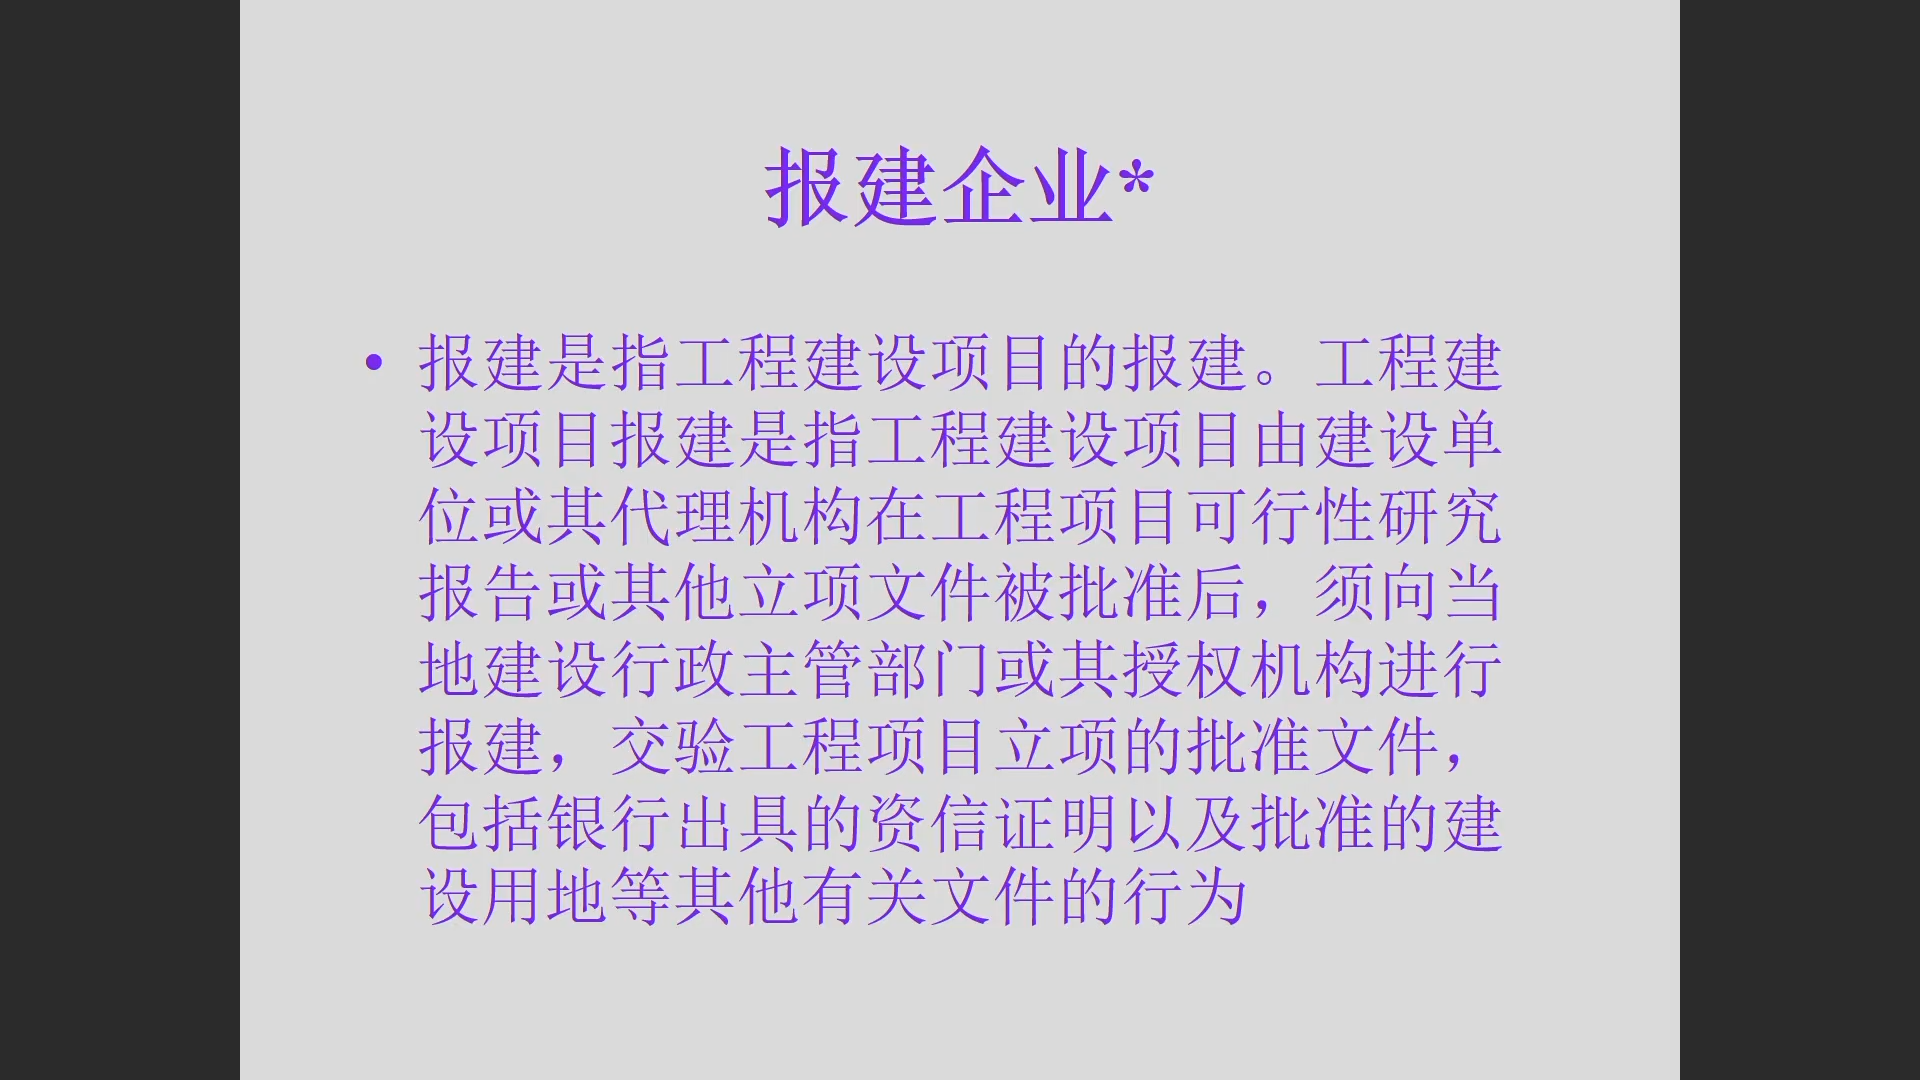 报建企业*
• 报建是指工程建设项目的报建。工程建
设项目报建是指工程建设项目由建设单
位或其代理机构在工程项目可行性研究
报告或其他立项文件被批准后，须向当
地建设行政主管部门或其授权机构进行
报建，交验工程项目立项的批准文件，
包括银行出具的资信证明以及批准的建
设用地等其他有关文件的行为